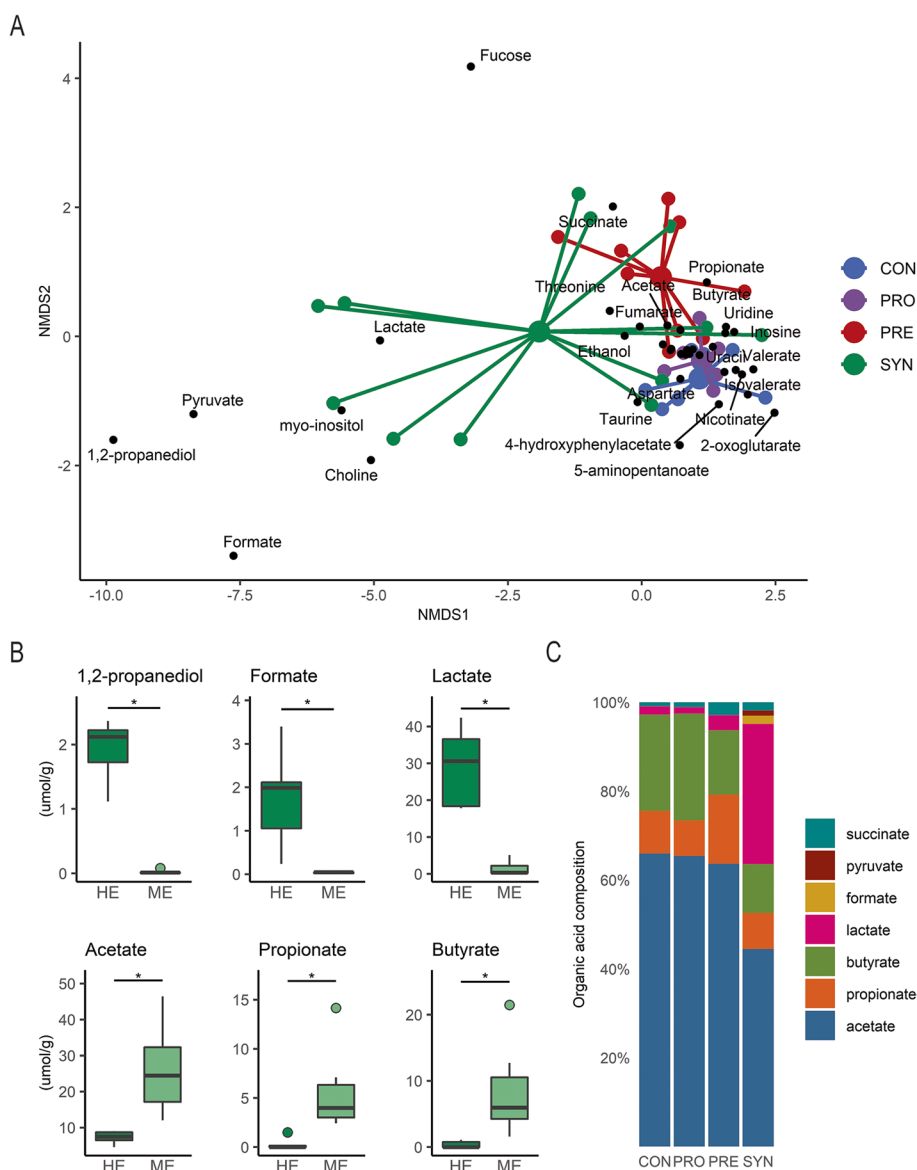 A
Fucose
4
2
0
-2
NMDS2
Succinate
Propionate
Threonine
Acetate
Butyrate
Fumarate
Uridine
Inosine
Lactate
Ethanol
Uracil
Valerate
Aspartate
Isovalerate
Pyruvate
myo-inositol
Taurine
Nicotinate
1,2-propanediol
4-hydroxyphenylacetate
2-oxoglutarate
Choline
5-aminopentanoate
Formate
-10.0
-7.5
-5.0
-2.5
0.0
2.5
NMDS1
CON
PRO
PRE
SYN
B
1,2-propanediol
*
2
1
0
(umol/g)
HE
ME
Formate
*
4
3
2
1
0
HE
ME
Lactate
*
40
30
20
10
0
HE
ME
Acetate
*
50
40
30
20
10
(umol/g)
HE
ME
Propionate
*
15
10
5
0
HE
ME
Butyrate
*
20
10
0
HE
ME
C
100%
80%
60%
40%
20%
Organic acid composition
CON
PRO
PRE
SYN
succinate
pyruvate
formate
lactate
butyrate
propionate
acetate